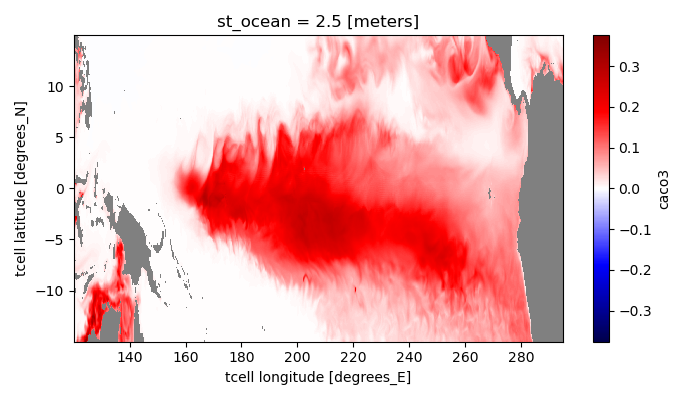 st_ocean = 2.5 [meters]
tcell latitude [degrees_N]
10
5
0
−5
−10
140 160 180 200 220 240 260 280
tcell longitude [degrees_E]
0.3
0.2
0.1
0.0
−0.1
−0.2
−0.3
caco3